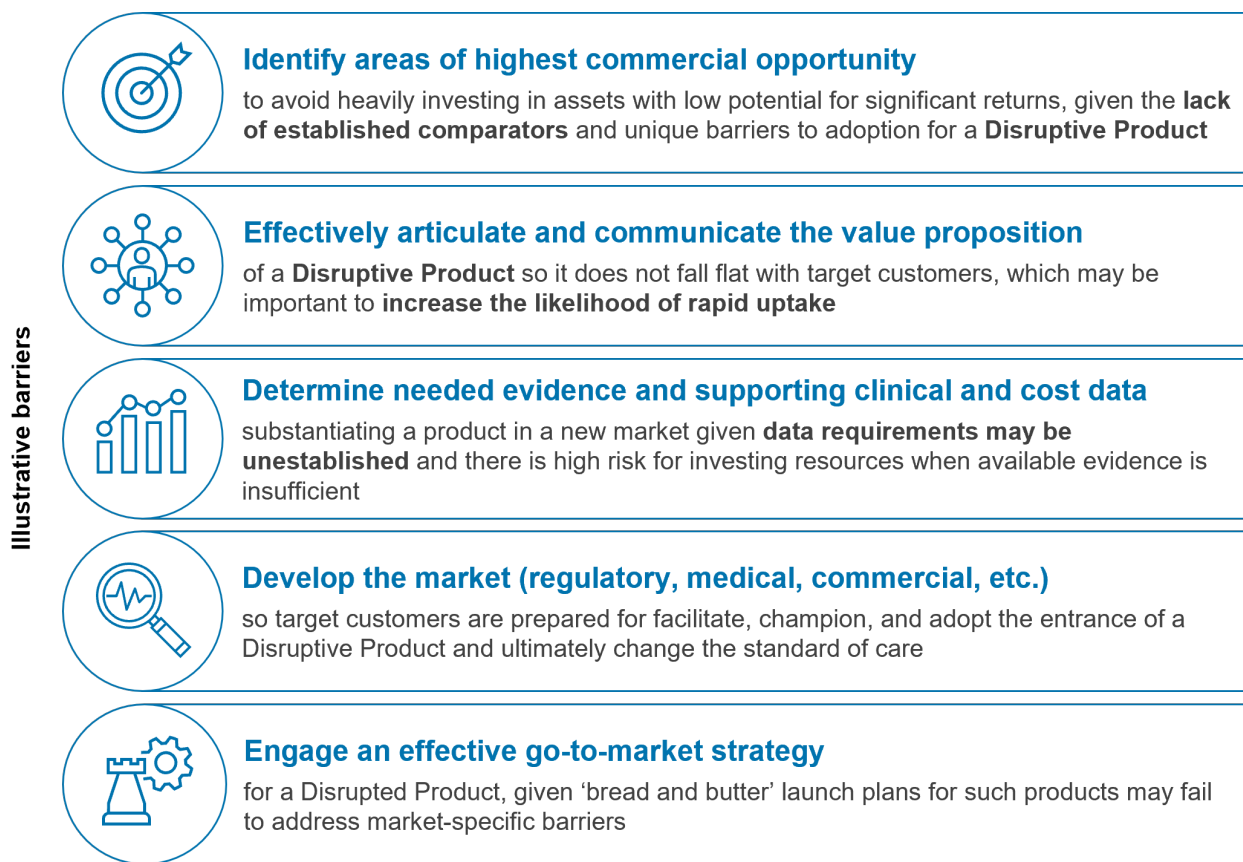 Illustrative barriers
Identify areas of highest commercial opportunity
to avoid heavily investing in assets with low potential for significant returns, given the lack
of established comparators and unique barriers to adoption for a Disruptive Product
Effectively articulate and communicate the value proposition
of a Disruptive Product so it does not fall flat with target customers, which may be
important to increase the likelihood of rapid uptake
Determine needed evidence and supporting clinical and cost data
substantiating a product in a new market given data requirements may be
unestablished and there is high risk for investing resources when available evidence is
insufficient
Develop the market (regulatory, medical, commercial, etc.)
so target customers are prepared for facilitate, champion, and adopt the entrance of a
Disruptive Product and ultimately change the standard of care
Engage an effective go-to-market strategy
for a Disrupted Product, given ‘bread and butter’ launch plans for such products may fail
to address market-specific barriers